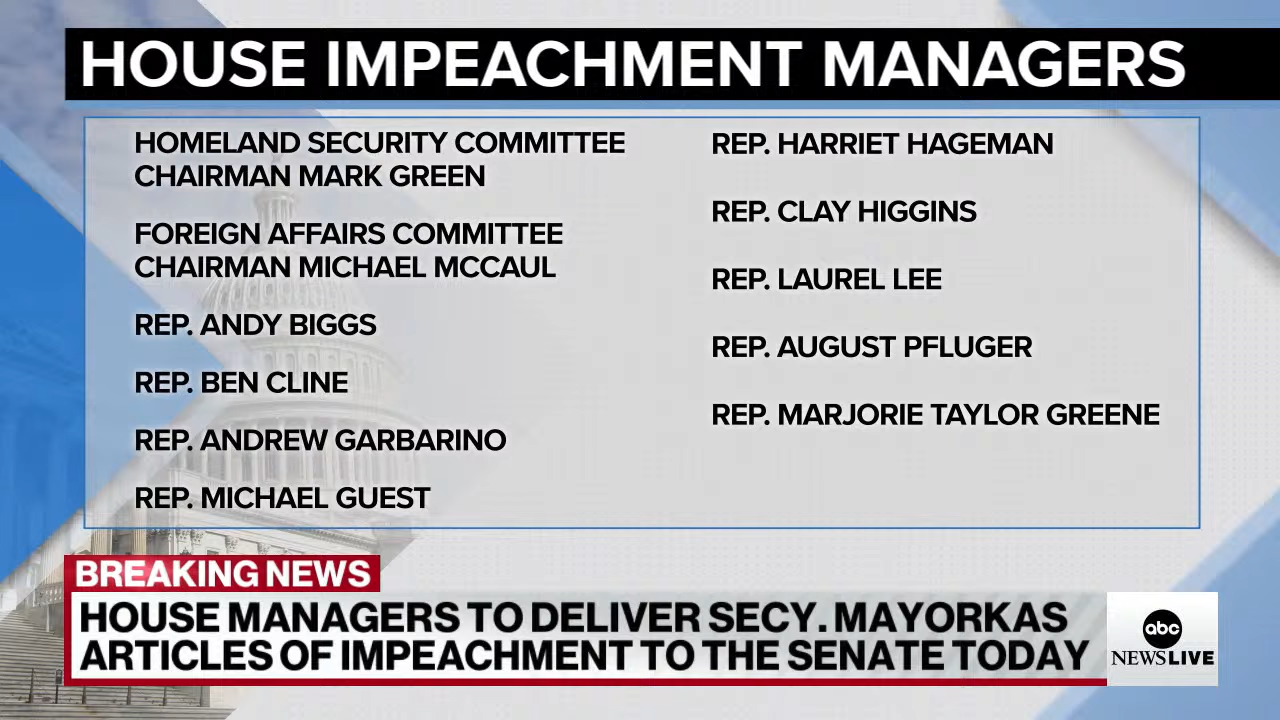 HOUSE IMPEACHMENT MANAGERS
HOMELAND SECURITY COMMITTEE
CHAIRMAN MARK GREEN
FOREIGN AFFAIRS COMMITTEE
CHAIRMAN MICHAEL MCCAUL
REP. ANDY BIGGS
REP. BEN CLINE
REP. ANDREW GARBARINO
REP. MICHAEL GUEST
REP. HARRIET HAGEMAN
REP. CLAY HIGGINS
REP. LAUREL LEE
REP. AUGUST PFLUGER
REP. MARJORIE TAYLOR GREENE
BREAKING NEWS
HOUSE MANAGERS TO DELIVER SECY. MAYORKAS
ARTICLES OF IMPEACHMENT TO THE SENATE TODAY
abc
NEWSLIVE